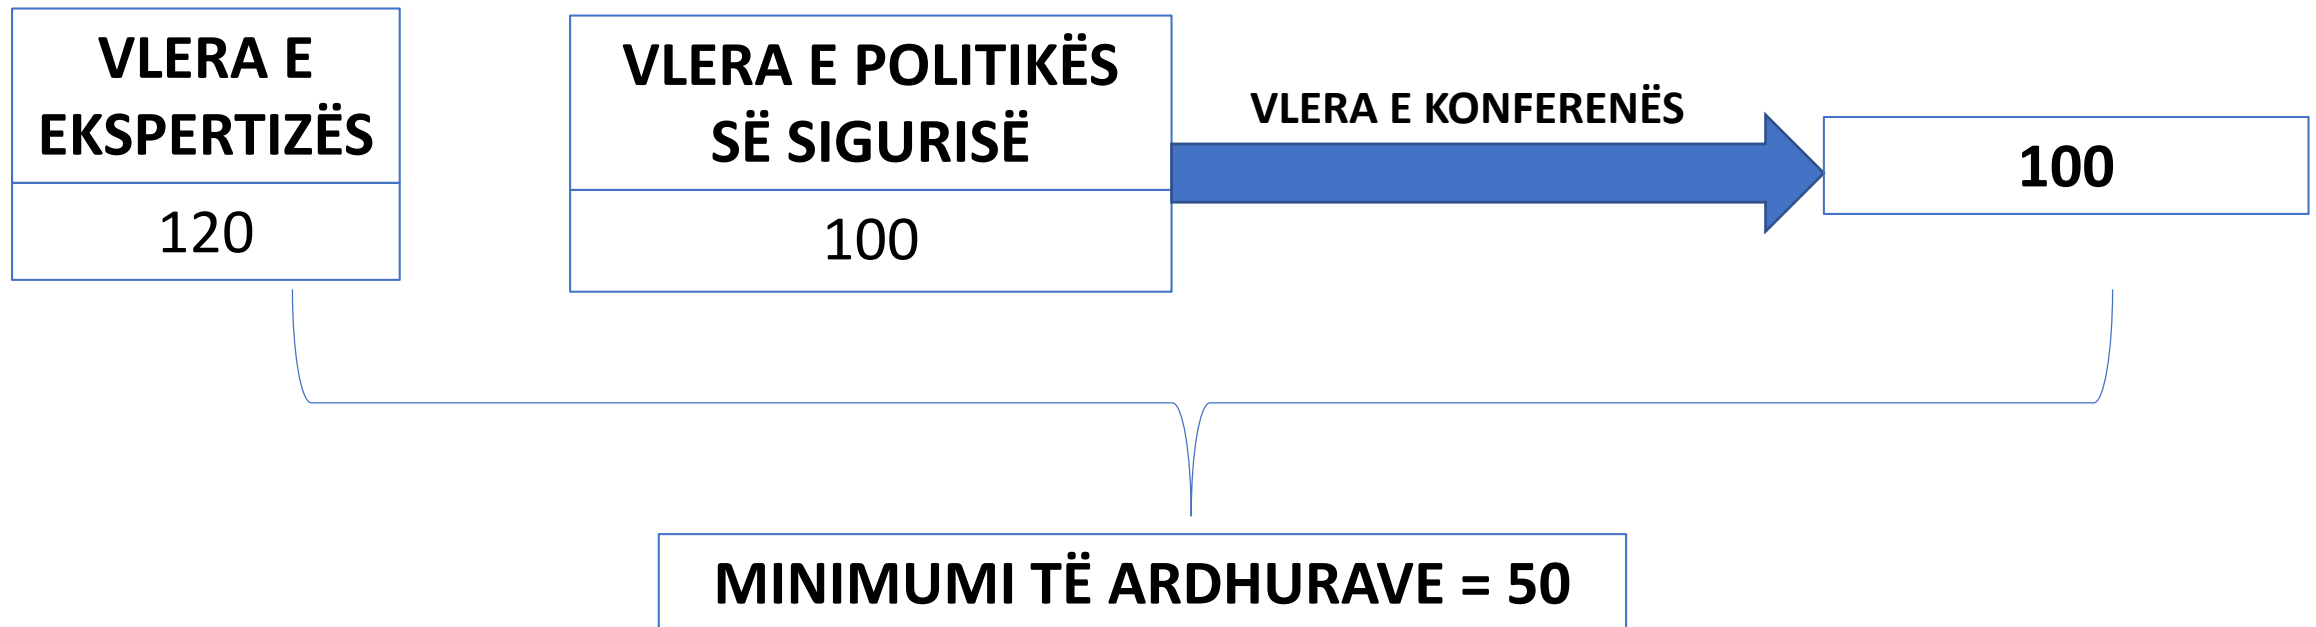 VLERA E
EKSPERTIZËS
120
VLERA E POLITIKËS
SË SIGURISË
100
VLERA E KONFERENËS
100
MINIMUMI TË ARDHURAVE = 50